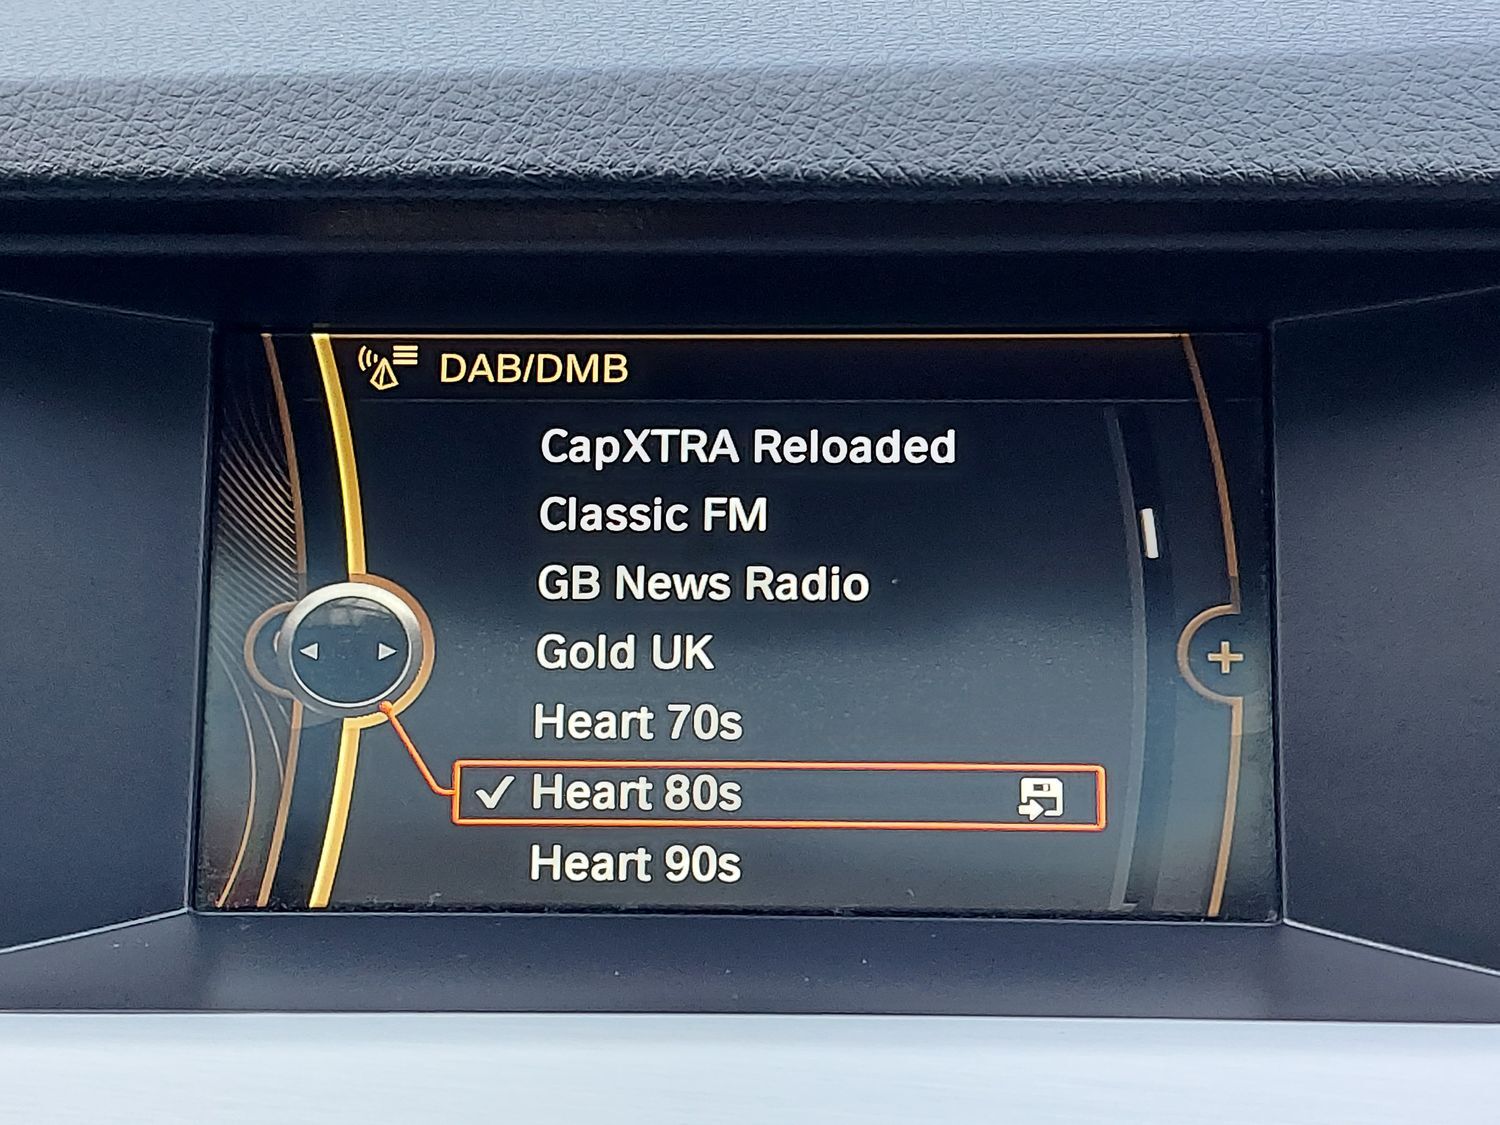 DAB/DMB
CapXTRA Reloaded
Classic FM
GB News Radio
Gold UK
Heart 70s
Heart 80s
Heart 90s